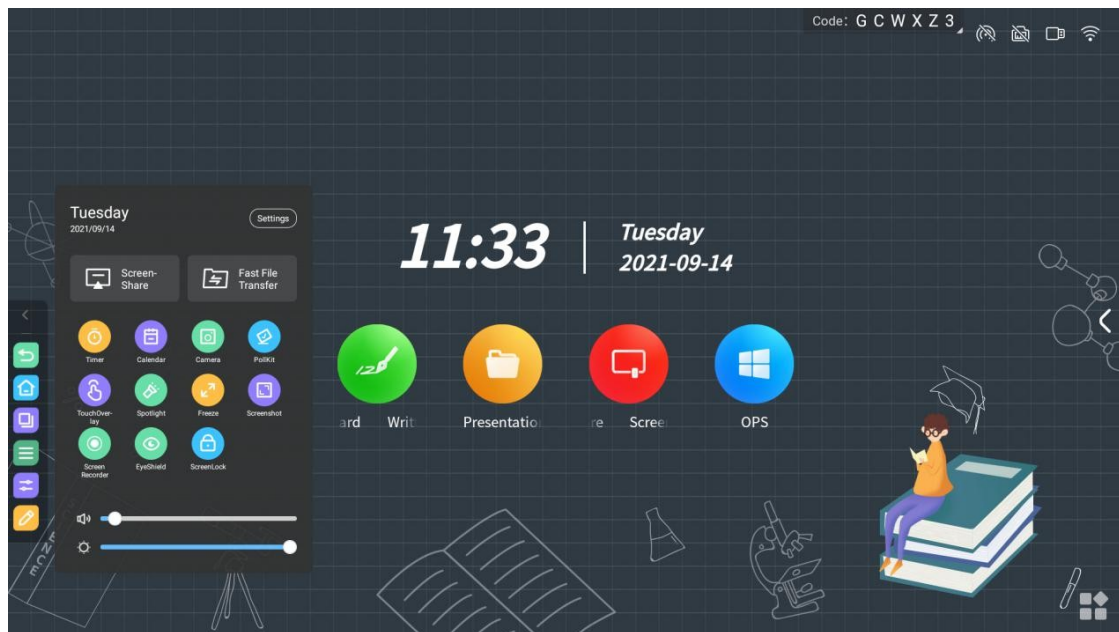 Code: G C W X Z 3
Tuesday
2021/09/14
Settings
Screen-
Share
Fast File
Transfer
11:33
Tuesday
2021-09-14
Timer
Calendar
Camera
PollKit
TouchOver-
lay
Spotlight
Freeze
Screenshot
Screen
Recorder
EyeShield
ScreenLock
ard Writ
Presentatio
re Scree
OPS
ENCE